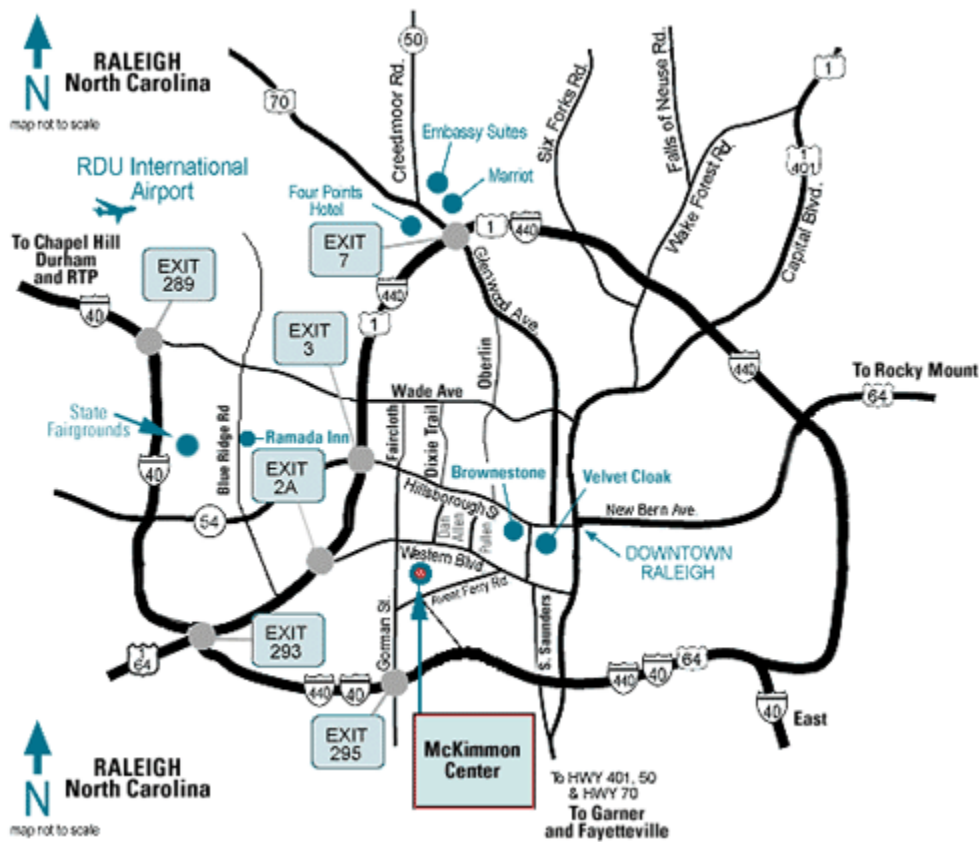 N
RALEIGH
North Carolina
map not to scale
50
70
Creedmoor Rd.
Embassy Suites
Marriot
Six Forks Rd.
Falls of Neuse Rd.
Wake Forest Rd.
1
1
401
Capital Blvd.
RDU International
Airport
Four Points
Hotel
To Chapel Hill
Durham
and RTP
EXIT
289
EXIT
7
1
440
40
440
1
EXIT
3
Glenwood Ave.
Oberlin
440
To Rocky Mount
64
Wade Ave
State
Fairgrounds
Blue Ridge Rd
Ramada Inn
Faircloth
Dixie Trail
40
EXIT
2A
Brownestone
Velvet Cloak
Hillsborough St
Dan
Allen
Pullen
New Bern Ave.
54
DOWNTOWN
RALEIGH
Western Blvd
Avent Ferry Rd
Gorman St.
S. Saunders
EXIT
293
1
64
440
40
440
40
64
40
East
EXIT
295
McKimmon
Center
N
RALEIGH
North Carolina
map not to scale
To HWY 401, 50
& HWY 70
To Garner
and Fayetteville